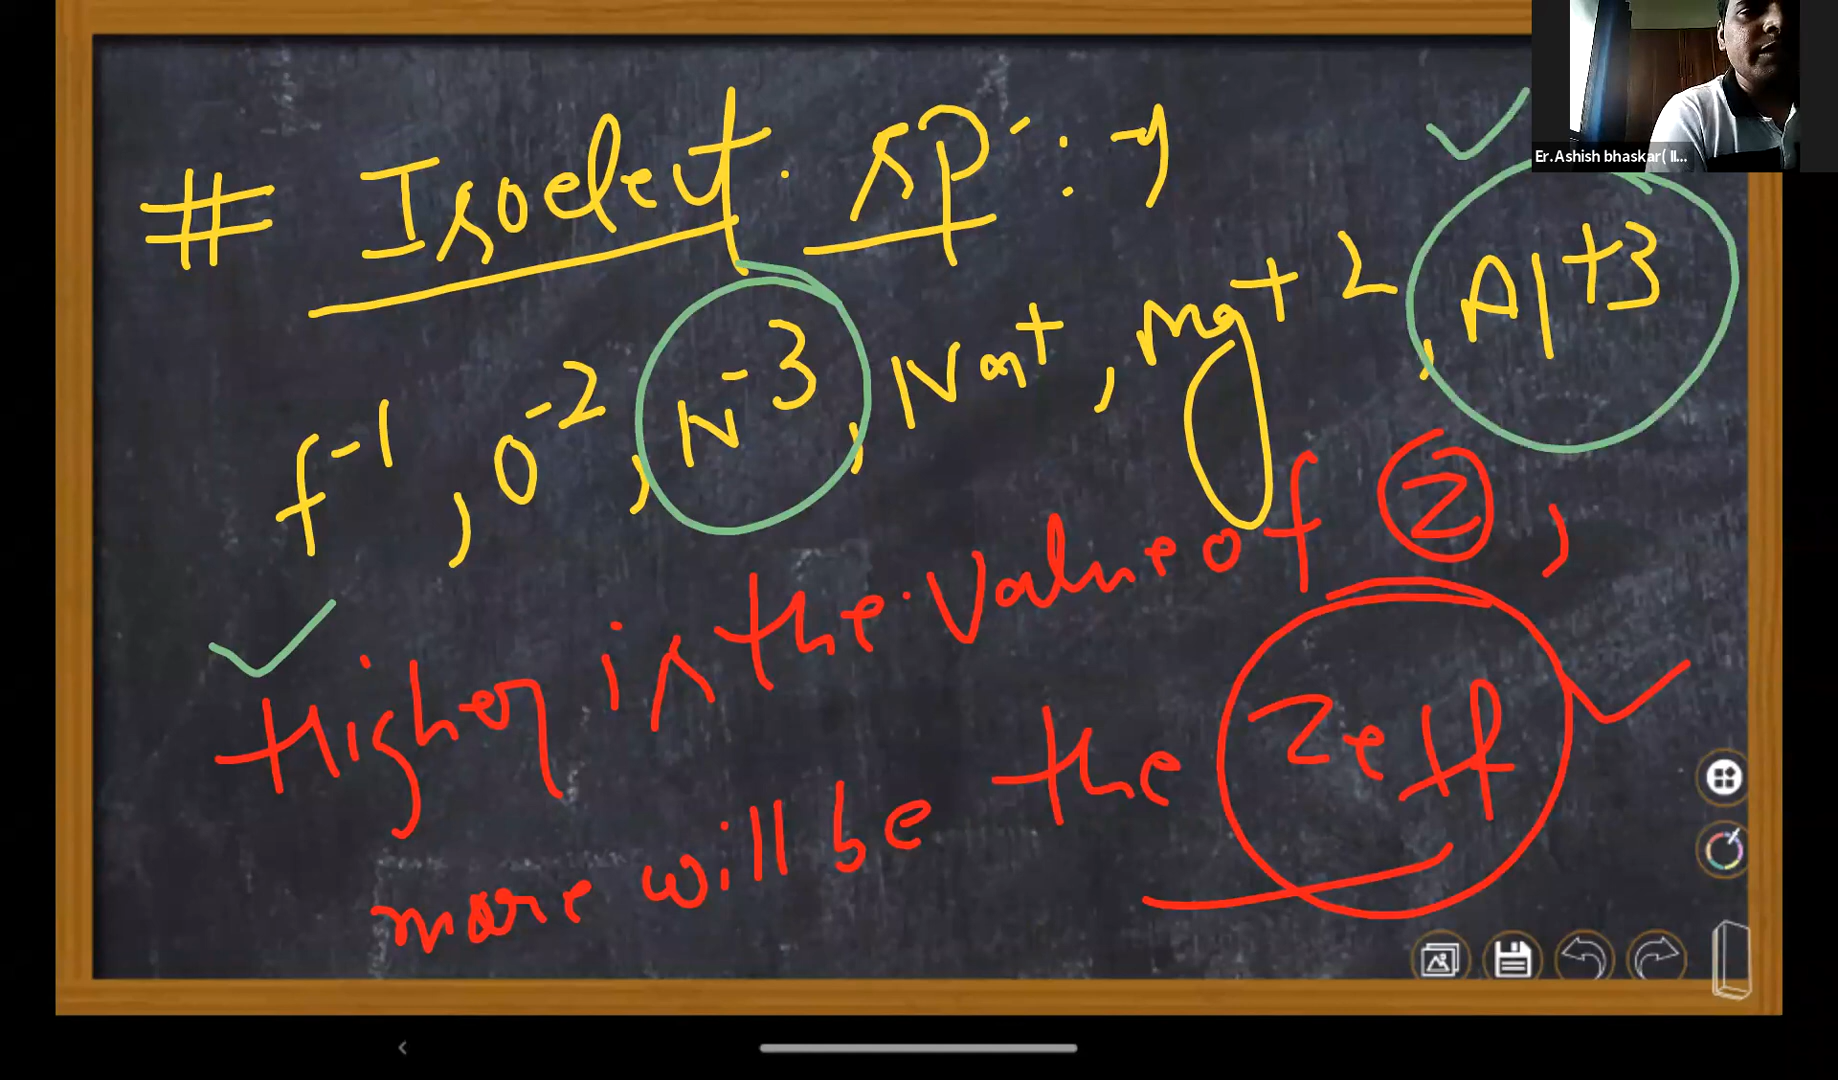 # Isoelect. sp. :-
f-1, O-2, N-3, Na+, Mg+2, Al+3
Higher is the value of Z,
more will be the Zeff
Er.Ashish bhaskar( II...